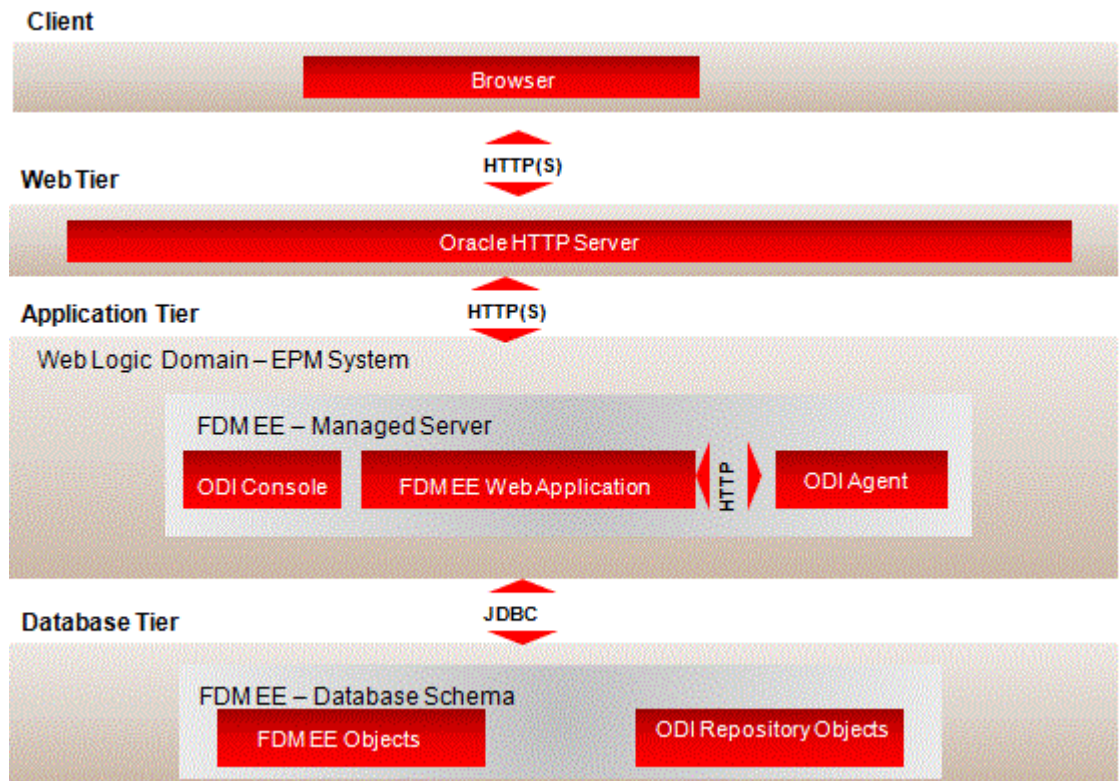 Client
Browser
HTTP(S)
Web Tier
Oracle HTTP Server
HTTP(S)
Application Tier
Web Logic Domain – EPM System
FDM EE – Managed Server
ODI Console
FDM EE Web Application
HTTP
ODI Agent
JDBC
Database Tier
FDM EE – Database Schema
FDM EE Objects
ODI Repository Objects